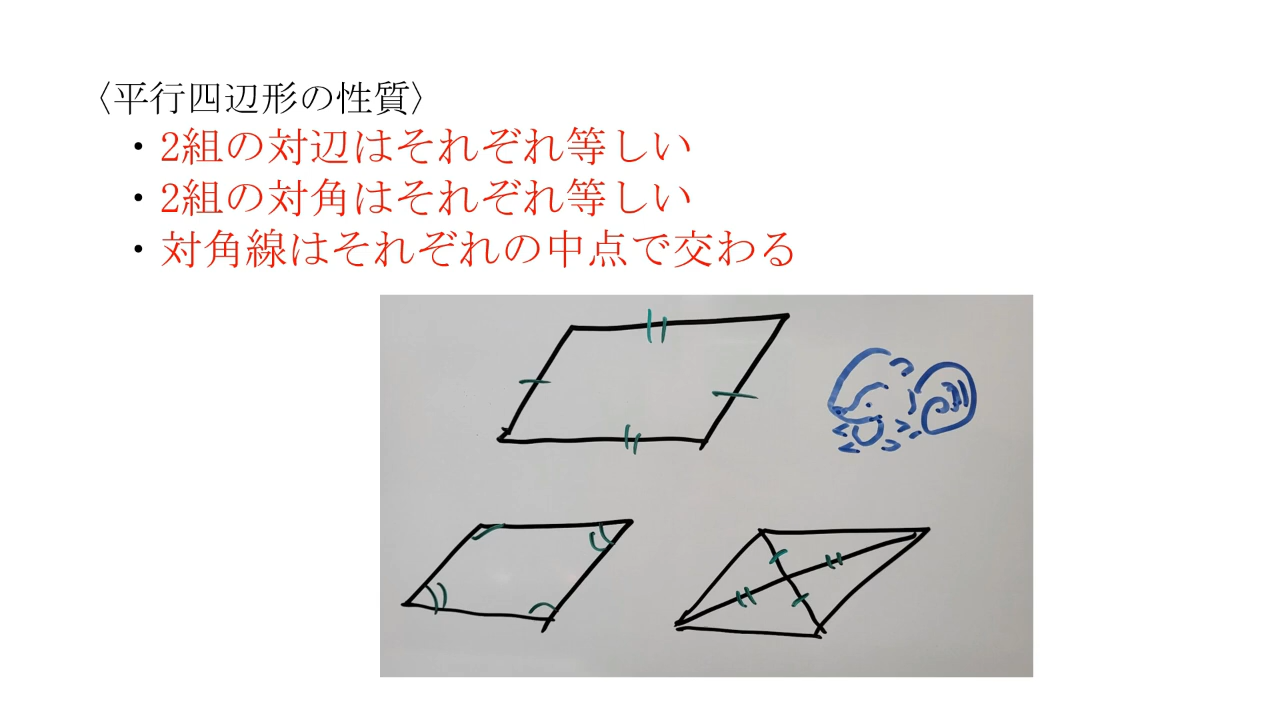 〈平行四辺形の性質〉
・2組の対辺はそれぞれ等しい
・2組の対角はそれぞれ等しい
・対角線はそれぞれの中点で交わる